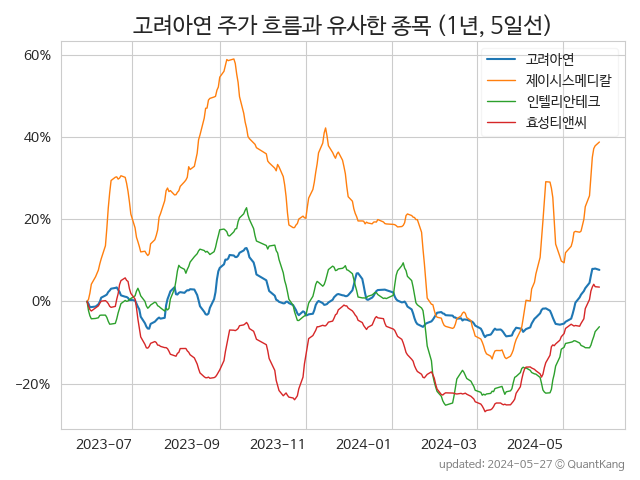 고려아연 주가 흐름과 유사한 종목 (1년, 5일선)
60%
40%
20%
0%
−20%
고려아연
제이시스메디칼
인텔리안테크
효성티앤씨
2023-07 2023-09 2023-11 2024-01 2024-03 2024-05
updated: 2024-05-27 © QuantKang